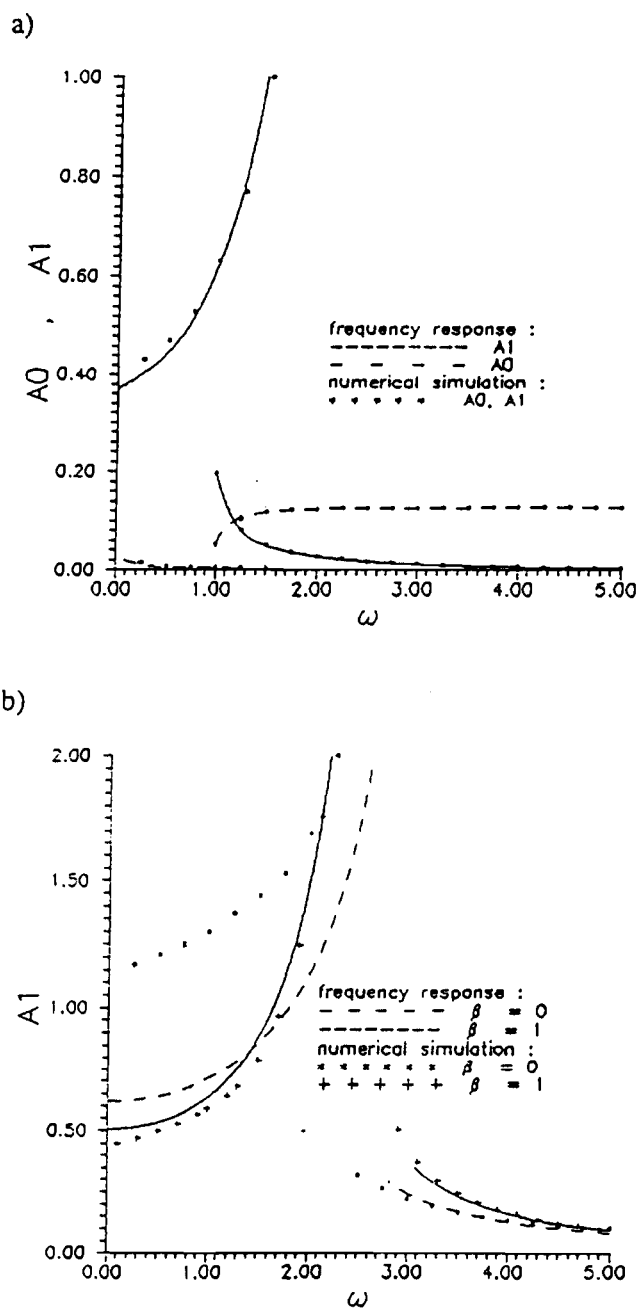 a)
1.00
0.80
0.60
0.40
0.20
0.00
A0 , A1
frequency response :
A1
A0
numerical simulation :
A0, A1
0.00 1.00 2.00 3.00 4.00 5.00
ω
b)
2.00
1.50
1.00
0.50
0.00
A1
frequency response :
β = 0
β = 1
numerical simulation :
β = 0
β = 1
0.00 1.00 2.00 3.00 4.00 5.00
ω